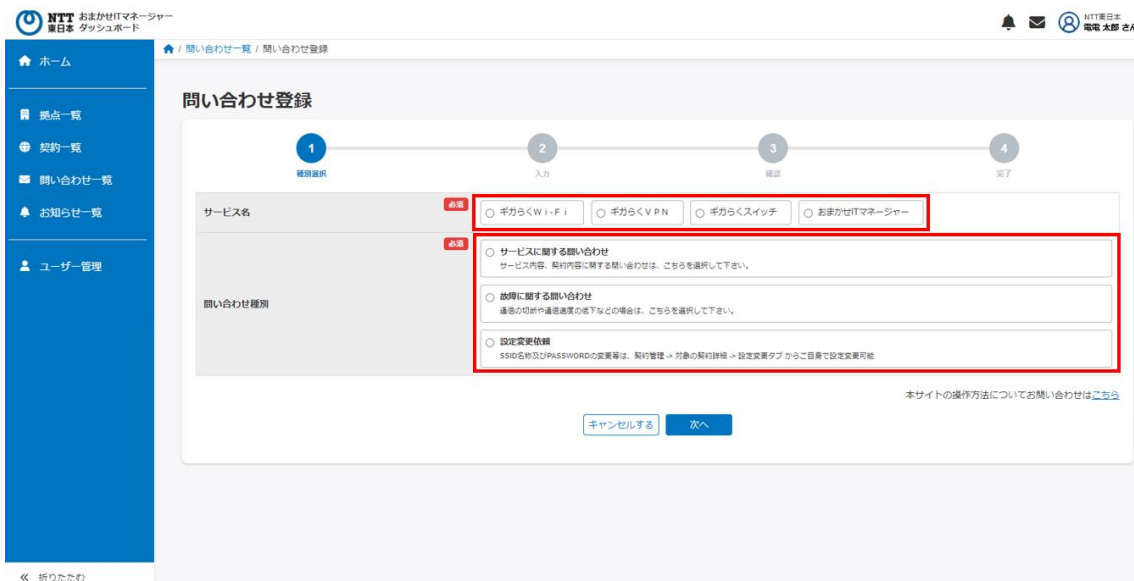 NTT 東日本 おまかせITマネージャー ダッシュボード
NTT東日本
電電 太郎 さん
/ 問い合わせ一覧 / 問い合わせ登録
ホーム
拠点一覧
契約一覧
問い合わせ一覧
お知らせ一覧
ユーザー管理
折りたたむ
問い合わせ登録
1 2 3 4
種別選択 入力 確認 完了
サービス名 必須 ギガらくWi-Fi ギガらくVPN ギガらくスイッチ おまかせITマネージャー
問い合わせ種別 必須
サービスに関する問い合わせ
サービス内容、契約内容に関する問い合わせは、こちらを選択して下さい。
故障に関する問い合わせ
通信の切断や通信速度の低下などの場合は、こちらを選択して下さい。
設定変更依頼
SSID名称及びPASSWORDの変更等は、契約管理 -> 対象の契約詳細 -> 設定変更タブ からご自身で設定変更可能
本サイトの操作方法についてお問い合わせはこちら
キャンセルする 次へ